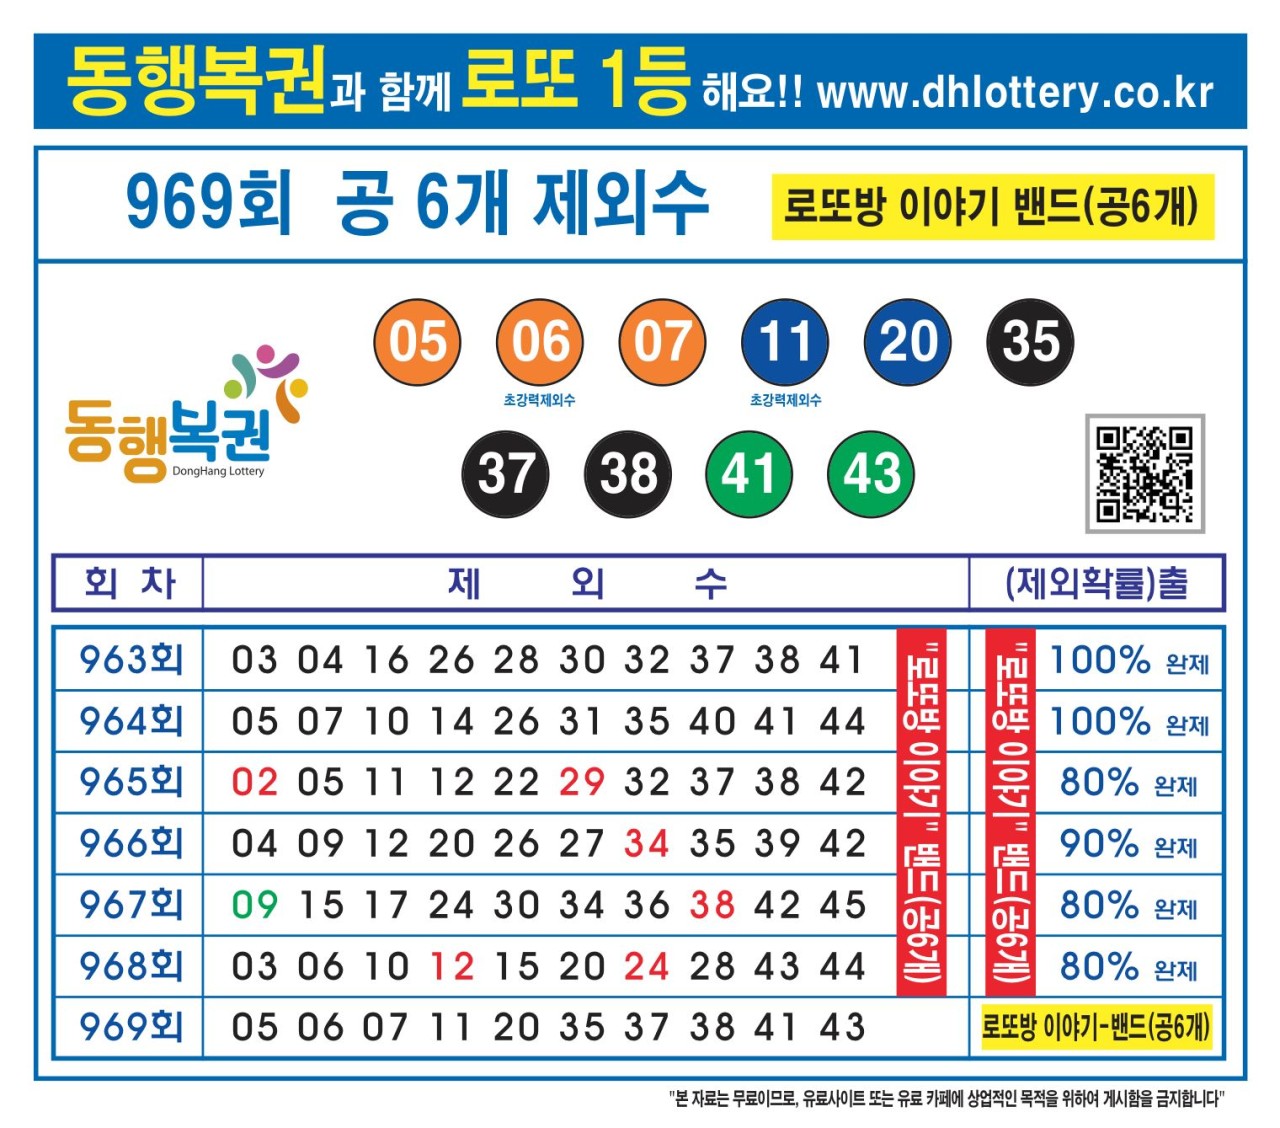 동행복권과 함께 로또 1등 해요!! www.dhlottery.co.kr
969회 공 6개 제외수
로또방 이야기 밴드(공6개)
05 06 07 11 20 35
초강력제외수 초강력제외수
37 38 41 43
동행복권
DongHang Lottery
회 차 제 외 수 (제외확률)출
963회 03 04 16 26 28 30 32 37 38 41 100% 완제
964회 05 07 10 14 26 31 35 40 41 44 100% 완제
965회 02 05 11 12 22 29 32 37 38 42 80% 완제
966회 04 09 12 20 26 27 34 35 39 42 90% 완제
967회 09 15 17 24 30 34 36 38 42 45 80% 완제
968회 03 06 10 12 15 20 24 28 43 44 80% 완제
969회 05 06 07 11 20 35 37 38 41 43 로또방 이야기-밴드(공6개)
"로또방 이야기" 밴드(공6개)
"로또방 이야기" 밴드(공6개)
"본 자료는 무료이므로, 유료사이트 또는 유료 카페에 상업적인 목적을 위하여 게시함을 금지합니다"